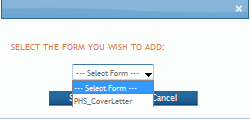 SELECT THE FORM YOU WISH TO ADD:
--- Select Form ---
--- Select Form ---
PHS_CoverLetter
Cancel